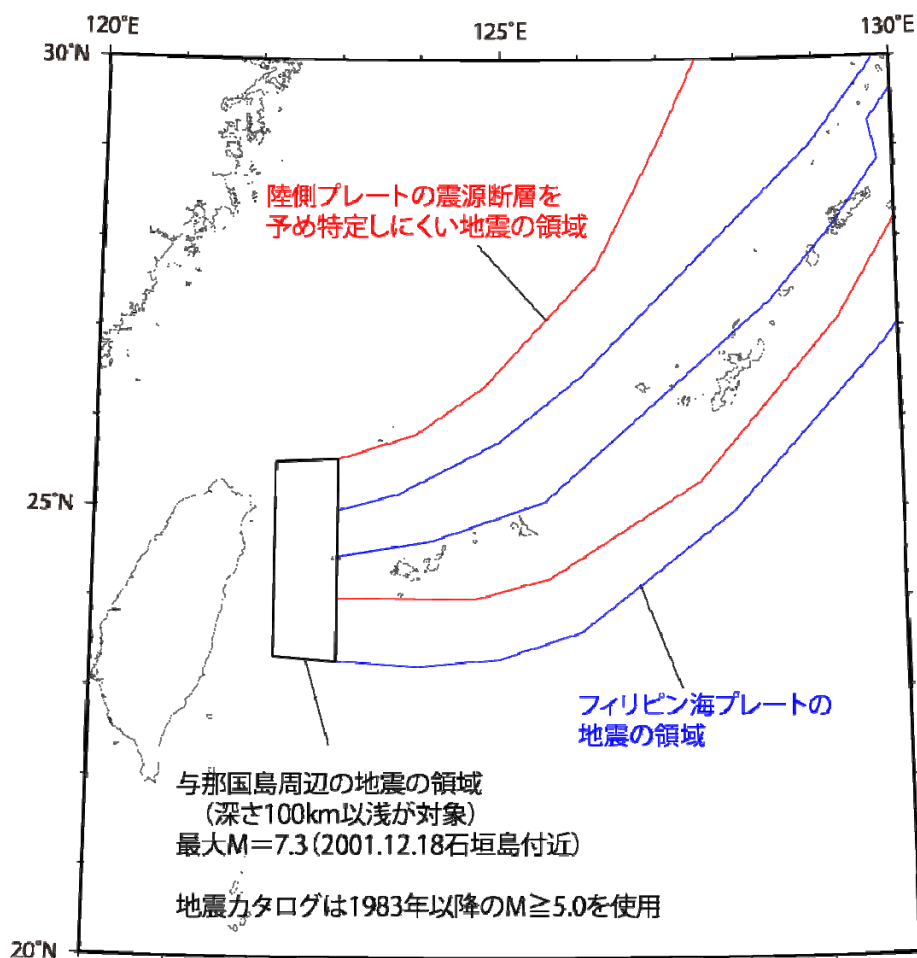 120°E
125°E
130°E
30°N
陸側プレートの震源断層を
予め特定しにくい地震の領域
25°N
フィリピン海プレートの
地震の領域
与那国島周辺の地震の領域
（深さ100km以浅が対象）
最大M＝7.3（2001.12.18石垣島付近）
地震カタログは1983年以降のM≧5.0を使用
20°N